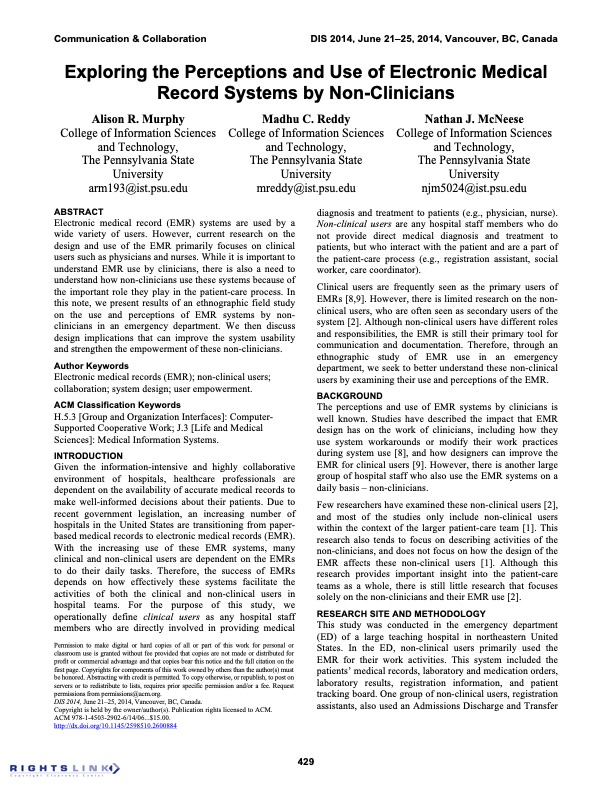 Communication & Collaboration
DIS 2014, June 21–25, 2014, Vancouver, BC, Canada
Exploring the Perceptions and Use of Electronic Medical
Record Systems by Non-Clinicians
Alison R. Murphy
College of Information Sciences
and Technology,
The Pennsylvania State
University
arm193@ist.psu.edu
Madhu C. Reddy
College of Information Sciences
and Technology,
The Pennsylvania State
University
mreddy@ist.psu.edu
Nathan J. McNeese
College of Information Sciences
and Technology,
The Pennsylvania State
University
njm5024@ist.psu.edu
ABSTRACT
Electronic medical record (EMR) systems are used by a
wide variety of users. However, current research on the
design and use of the EMR primarily focuses on clinical
users such as physicians and nurses. While it is important to
understand EMR use by clinicians, there is also a need to
understand how non-clinicians use these systems because of
the important role they play in the patient-care process. In
this note, we present results of an ethnographic field study
on the use and perceptions of EMR systems by non-
clinicians in an emergency department. We then discuss
design implications that can improve the system usability
and strengthen the empowerment of these non-clinicians.
Author Keywords
Electronic medical records (EMR); non-clinical users;
collaboration; system design; user empowerment.
ACM Classification Keywords
H.5.3 [Group and Organization Interfaces]: Computer-
Supported Cooperative Work; J.3 [Life and Medical
Sciences]: Medical Information Systems.
INTRODUCTION
Given the information-intensive and highly collaborative
environment of hospitals, healthcare professionals are
dependent on the availability of accurate medical records to
make well-informed decisions about their patients. Due to
recent government legislation, an increasing number of
hospitals in the United States are transitioning from paper-
based medical records to electronic medical records (EMR).
With the increasing use of these EMR systems, many
clinical and non-clinical users are dependent on the EMRs
to do their daily tasks. Therefore, the success of EMRs
depends on how effectively these systems facilitate the
activities of both the clinical and non-clinical users in
hospital teams. For the purpose of this study, we
operationally define clinical users as any hospital staff
members who are directly involved in providing medical
Permission to make digital or hard copies of all or part of this work for personal or
classroom use is granted without fee provided that copies are not made or distributed for
profit or commercial advantage and that copies bear this notice and the full citation on the
first page. Copyrights for components of this work owned by others than the author(s) must
be honored. Abstracting with credit is permitted. To copy otherwise, or republish, to post on
servers or to redistribute to lists, requires prior specific permission and/or a fee. Request
permissions from permissions@acm.org.
DIS 2014, June 21–25, 2014, Vancouver, BC, Canada.
Copyright is held by the owner/author(s). Publication rights licensed to ACM.
ACM 978-1-4503-2902-6/14/06...$15.00.
http://dx.doi.org/10.1145/2598510.2600884
diagnosis and treatment to patients (e.g., physician, nurse).
Non-clinical users are any hospital staff members who do
not provide direct medical diagnosis and treatment to
patients, but who interact with the patient and are a part of
the patient-care process (e.g., registration assistant, social
worker, care coordinator).
Clinical users are frequently seen as the primary users of
EMRs [8,9]. However, there is limited research on the non-
clinical users, who are often seen as secondary users of the
system [2]. Although non-clinical users have different roles
and responsibilities, the EMR is still their primary tool for
communication and documentation. Therefore, through an
ethnographic study of EMR use in an emergency
department, we seek to better understand these non-clinical
users by examining their use and perceptions of the EMR.
BACKGROUND
The perceptions and use of EMR systems by clinicians is
well known. Studies have described the impact that EMR
design has on the work of clinicians, including how they
use system workarounds or modify their work practices
during system use [8], and how designers can improve the
EMR for clinical users [9]. However, there is another large
group of hospital staff who also use the EMR systems on a
daily basis – non-clinicians.
Few researchers have examined these non-clinical users [2],
and most of the studies only include non-clinical users
within the context of the larger patient-care team [1]. This
research also tends to focus on describing activities of the
non-clinicians, and does not focus on how the design of the
EMR affects these non-clinical users [1]. Although this
research provides important insight into the patient-care
teams as a whole, there is still little research that focuses
solely on the non-clinicians and their EMR use [2].
RESEARCH SITE AND METHODOLOGY
This study was conducted in the emergency department
(ED) of a large teaching hospital in northeastern United
States. In the ED, non-clinical users primarily used the
EMR for their work activities. This system included the
patients’ medical records, laboratory and medication orders,
laboratory results, registration information, and patient
tracking board. One group of non-clinical users, registration
assistants, also used an Admissions Discharge and Transfer
429
RIGHTSLINK
Copyright Clearance Center